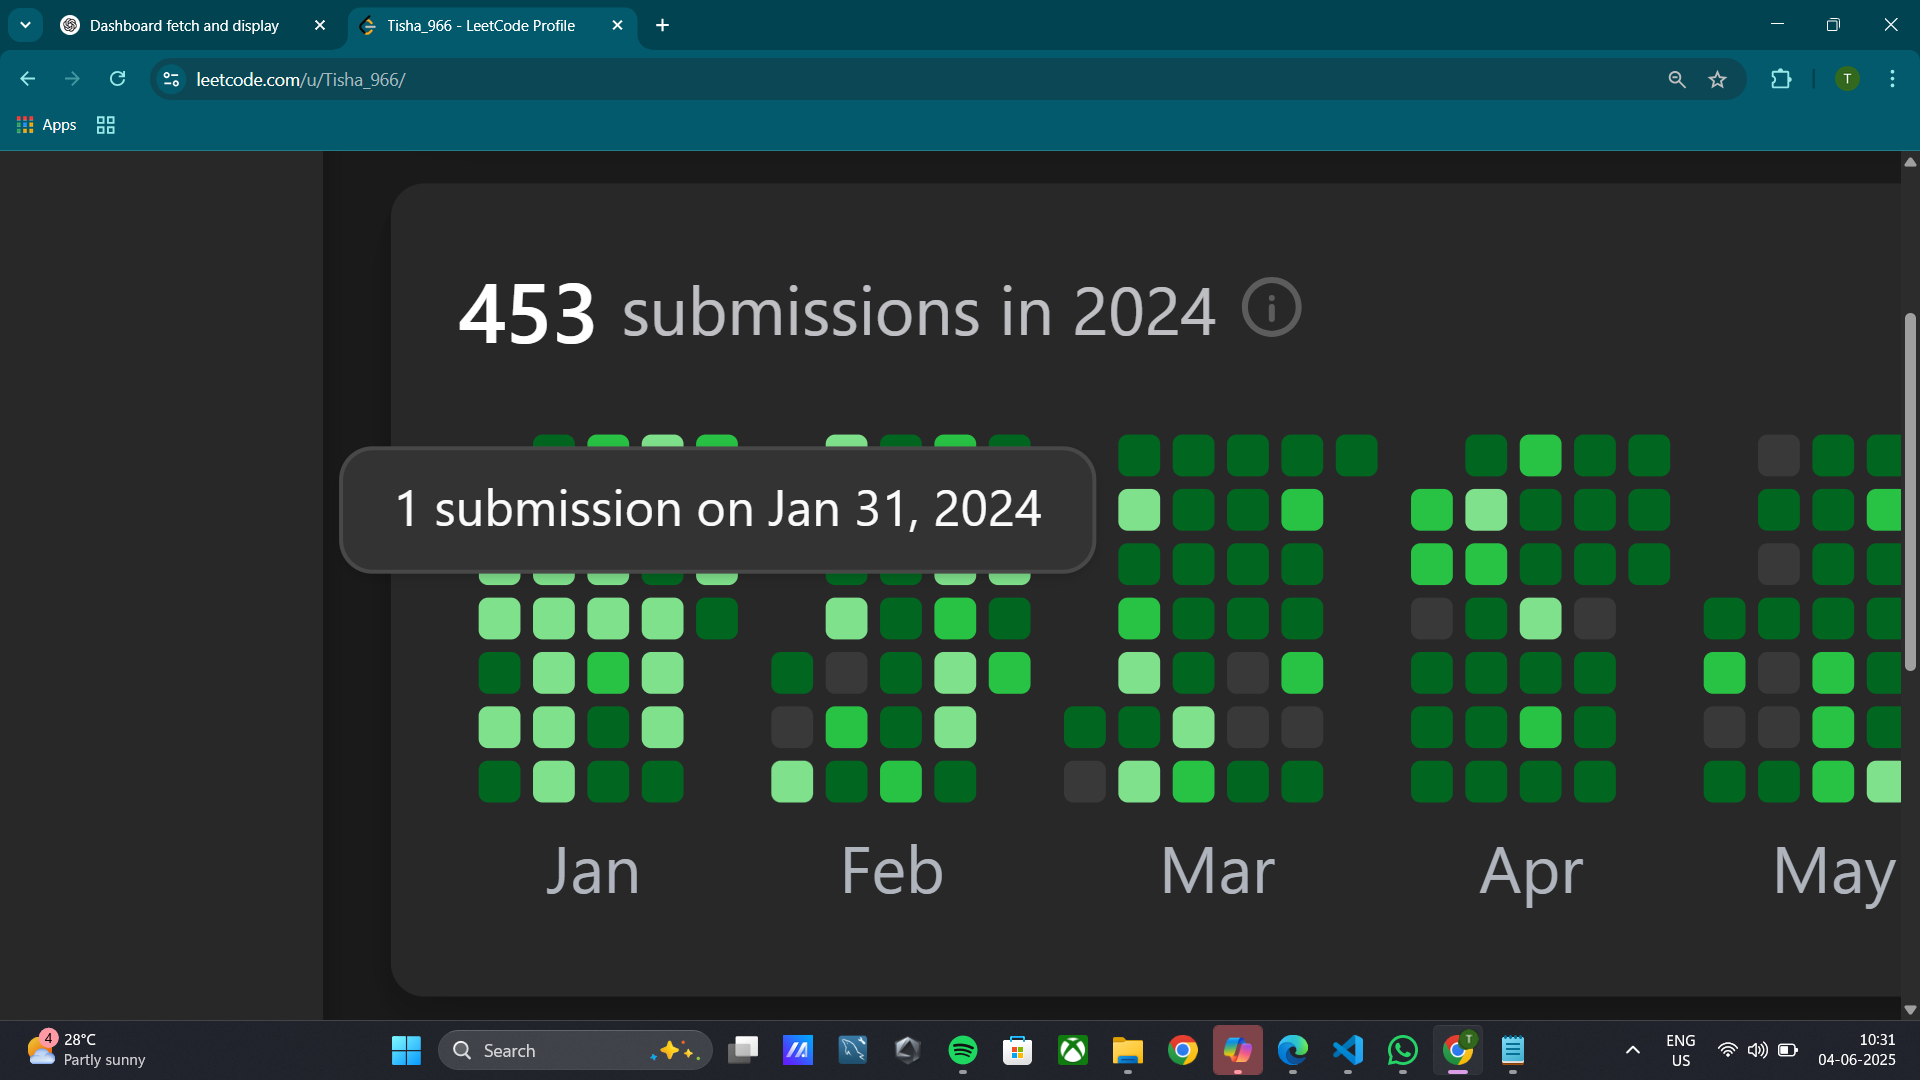 Dashboard fetch and display
Tisha_966 - LeetCode Profile
leetcode.com/u/Tisha_966/
T
Apps
453 submissions in 2024
1 submission on Jan 31, 2024
Jan
Feb
Mar
Apr
May
4
28°C
Partly sunny
Search
T
ENG
US
10:31
04-06-2025